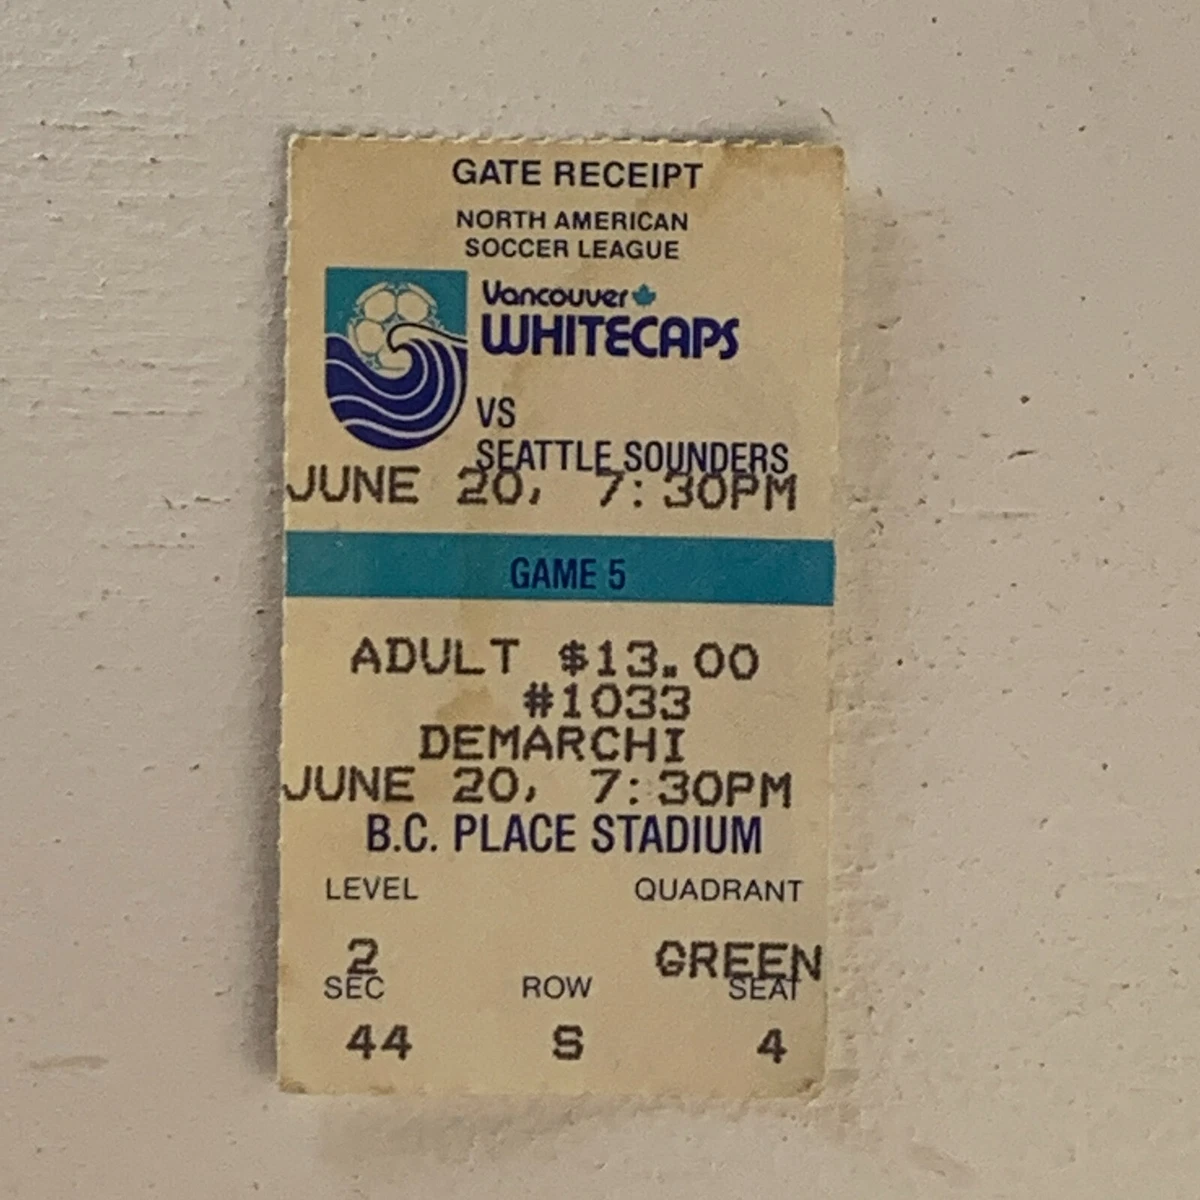 GATE RECEIPT
NORTH AMERICAN
SOCCER LEAGUE
Vancouver
WHITECAPS
VS
SEATTLE SOUNDERS
JUNE 20, 7:30PM
GAME 5
ADULT $13.00
#1033
DEMARCHI
JUNE 20, 7:30PM
B.C. PLACE STADIUM
LEVEL QUADRANT
2 GREEN
SEC ROW SEAT
44 S 4